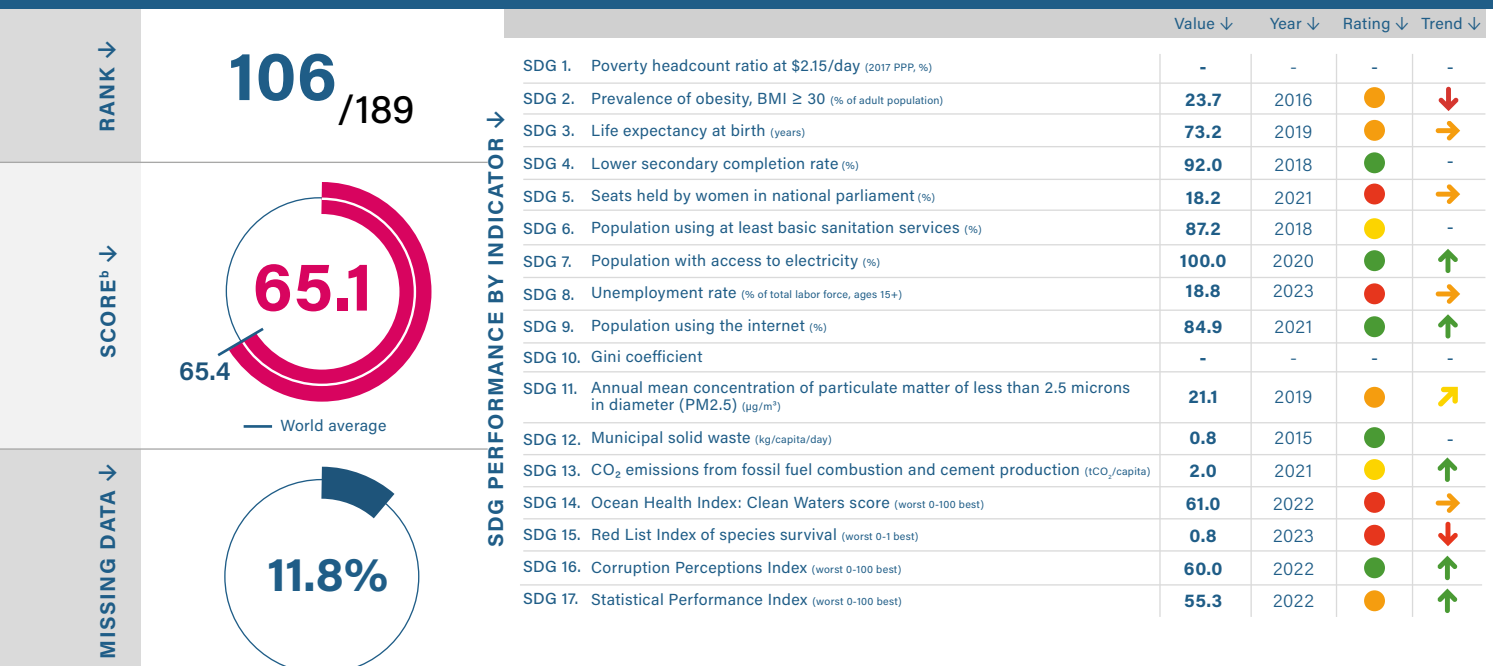 RANK →
106/189
SCOREᵇ →
65.1
65.4
World average
MISSING DATA →
11.8%
SDG PERFORMANCE BY INDICATOR →
Value ↓ Year ↓ Rating ↓ Trend ↓
SDG 1. Poverty headcount ratio at $2.15/day (2017 PPP, %) - - - -
SDG 2. Prevalence of obesity, BMI ≥ 30 (% of adult population) 23.7 2016 ↓
SDG 3. Life expectancy at birth (years) 73.2 2019 →
SDG 4. Lower secondary completion rate (%) 92.0 2018 -
SDG 5. Seats held by women in national parliament (%) 18.2 2021 →
SDG 6. Population using at least basic sanitation services (%) 87.2 2018 -
SDG 7. Population with access to electricity (%) 100.0 2020 ↑
SDG 8. Unemployment rate (% of total labor force, ages 15+) 18.8 2023 →
SDG 9. Population using the internet (%) 84.9 2021 ↑
SDG 10. Gini coefficient - - - -
SDG 11. Annual mean concentration of particulate matter of less than 2.5 microns
in diameter (PM2.5) (μg/m³) 21.1 2019 ↗
SDG 12. Municipal solid waste (kg/capita/day) 0.8 2015 -
SDG 13. CO₂ emissions from fossil fuel combustion and cement production (tCO₂/capita) 2.0 2021 ↑
SDG 14. Ocean Health Index: Clean Waters score (worst 0-100 best) 61.0 2022 →
SDG 15. Red List Index of species survival (worst 0-1 best) 0.8 2023 ↓
SDG 16. Corruption Perceptions Index (worst 0-100 best) 60.0 2022 ↑
SDG 17. Statistical Performance Index (worst 0-100 best) 55.3 2022 ↑